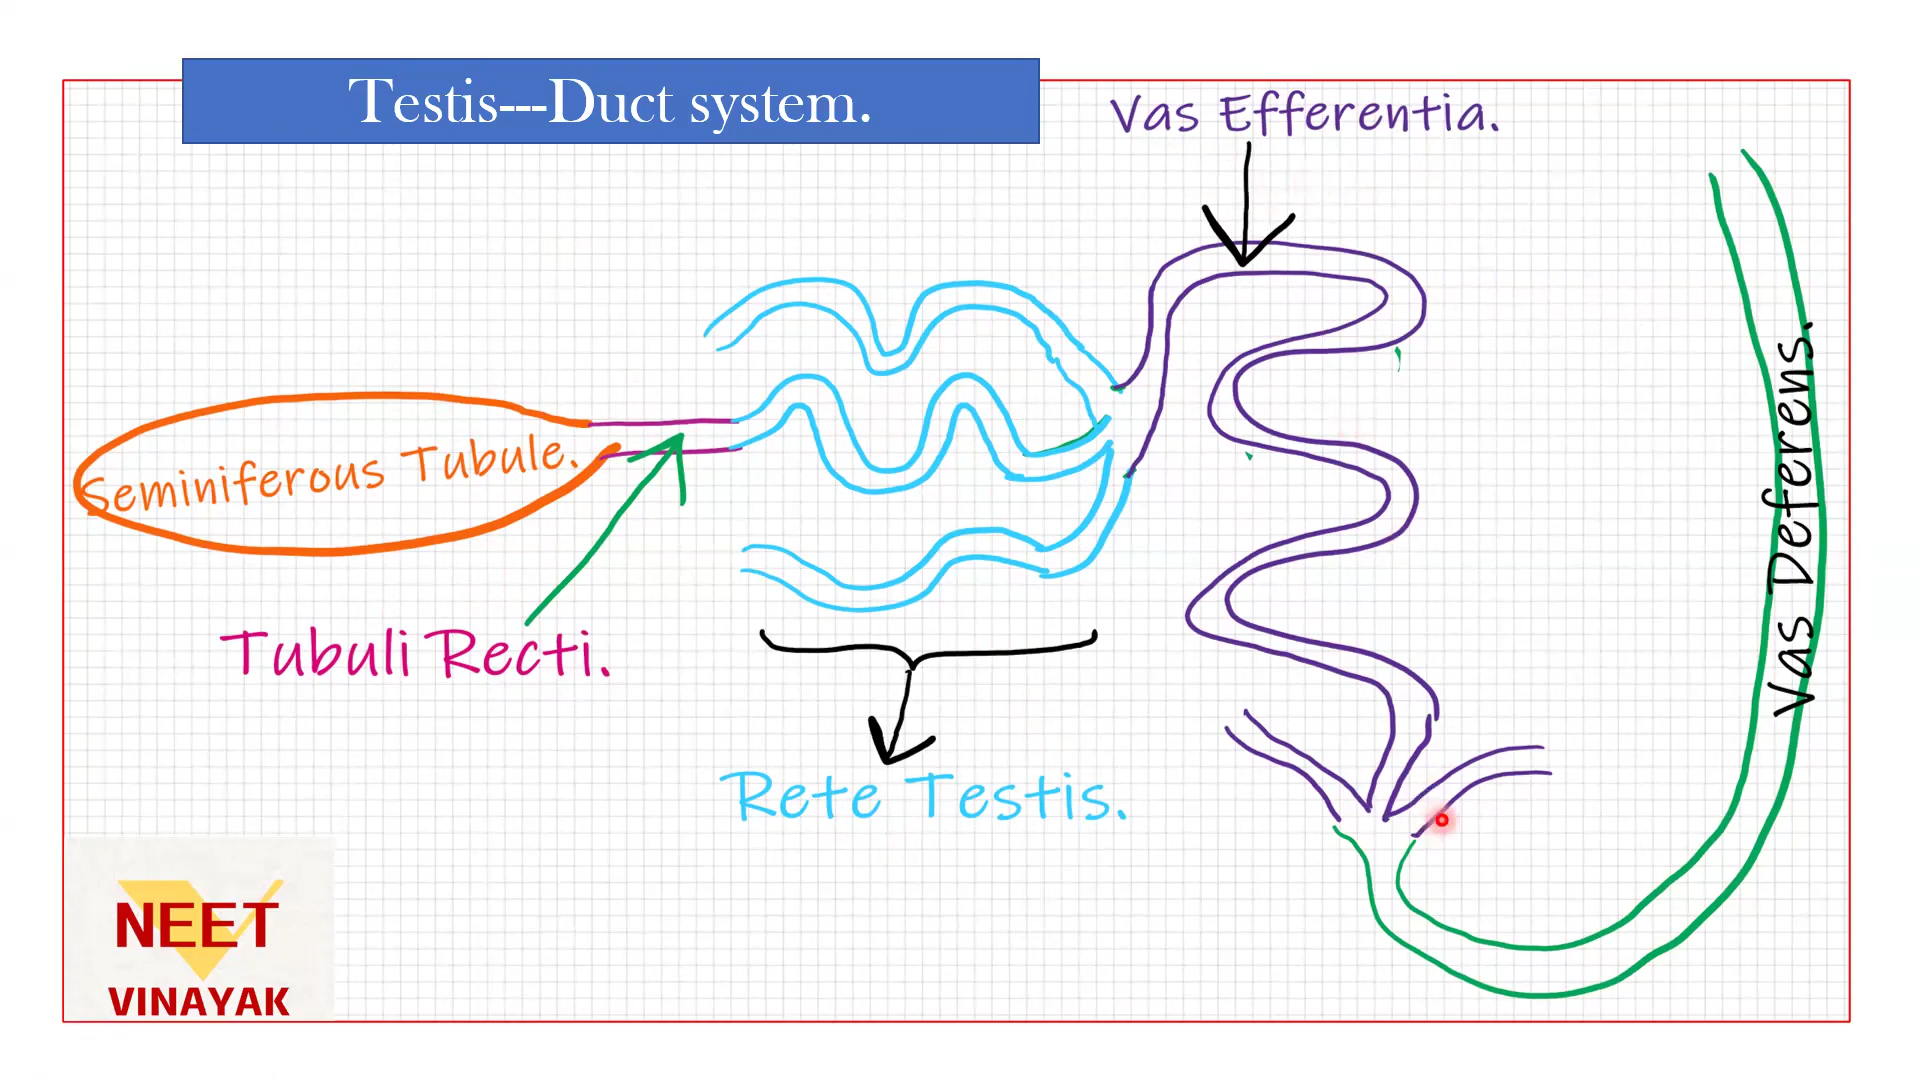 Testis---Duct system.
Vas Efferentia.
Seminiferous Tubule.
Tubuli Recti.
Rete Testis.
Vas Deferens.
NEET
VINAYAK